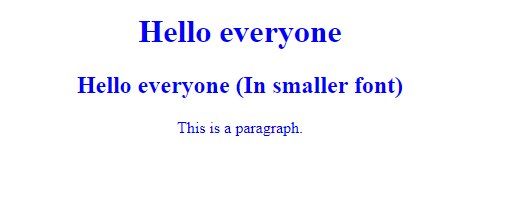 Hello everyone
Hello everyone (In smaller font)
This is a paragraph.